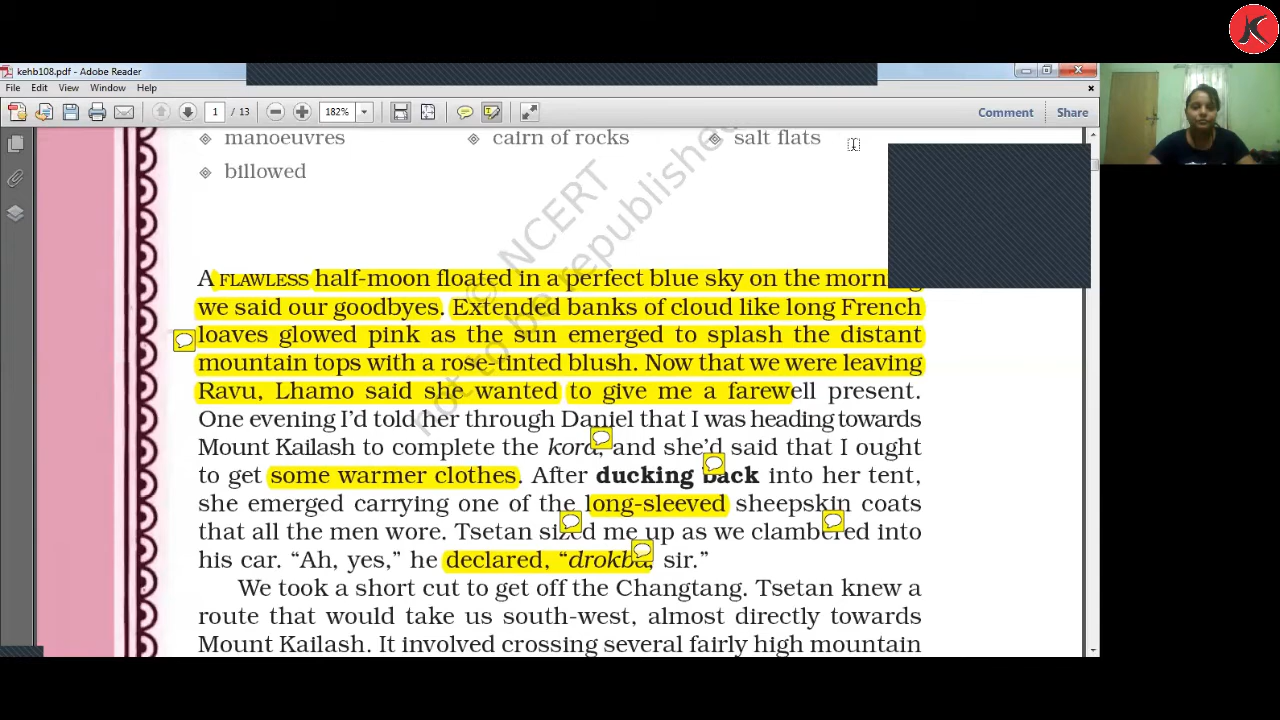 K
kehb108.pdf - Adobe Reader
File Edit View Window Help
1 / 13 182% Comment Share
manoeuvres cairn of rocks salt flats
billowed
© NCERT
not to be republished
A FLAWLESS half-moon floated in a perfect blue sky on the morning
we said our goodbyes. Extended banks of cloud like long French
loaves glowed pink as the sun emerged to splash the distant
mountain tops with a rose-tinted blush. Now that we were leaving
Ravu, Lhamo said she wanted to give me a farewell present.
One evening I'd told her through Daniel that I was heading towards
Mount Kailash to complete the kora, and she'd said that I ought
to get some warmer clothes. After ducking back into her tent,
she emerged carrying one of the long-sleeved sheepskin coats
that all the men wore. Tsetan sized me up as we clambered into
his car. “Ah, yes,” he declared, “drokba, sir.”
We took a short cut to get off the Changtang. Tsetan knew a
route that would take us south-west, almost directly towards
Mount Kailash. It involved crossing several fairly high mountain